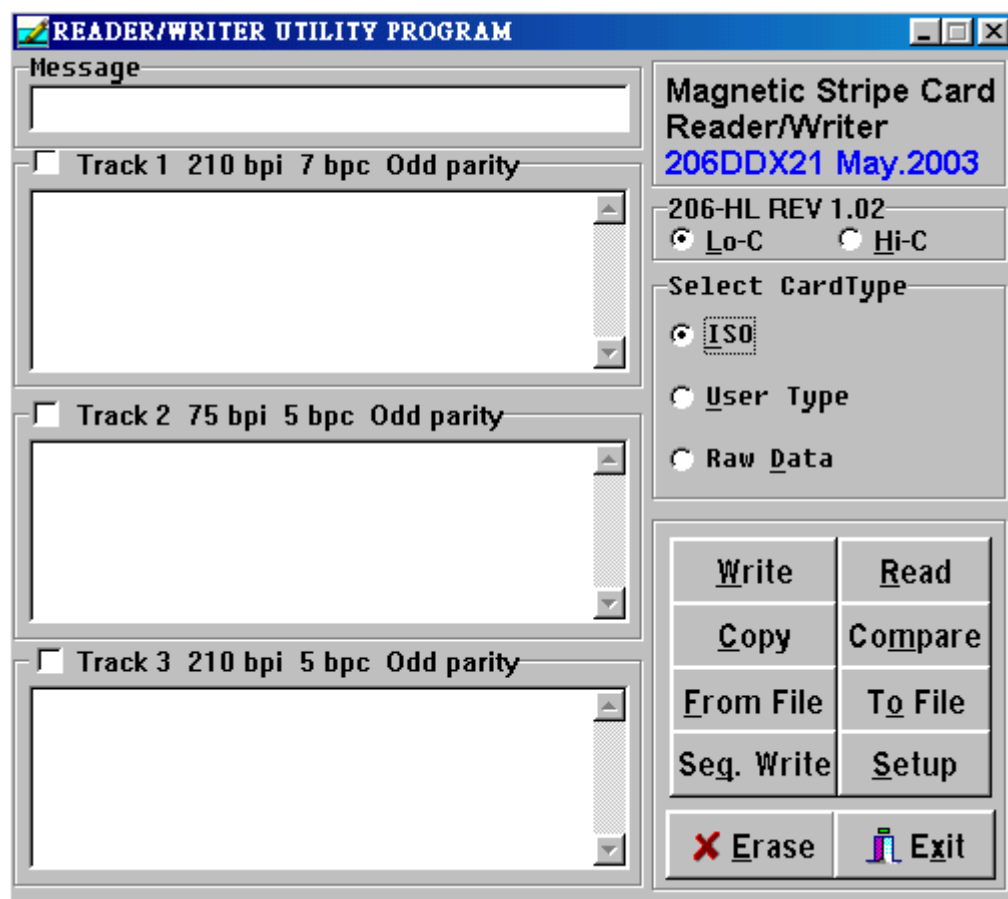 READER/WRITER UTILITY PROGRAM
Message
Track 1 210 bpi 7 bpc Odd parity
Track 2 75 bpi 5 bpc Odd parity
Track 3 210 bpi 5 bpc Odd parity
Magnetic Stripe Card
Reader/Writer
206DDX21 May.2003
206-HL REV 1.02
Lo-C Hi-C
Select CardType
ISO
User Type
Raw Data
Write Read
Copy Compare
From File To File
Seq. Write Setup
Erase Exit